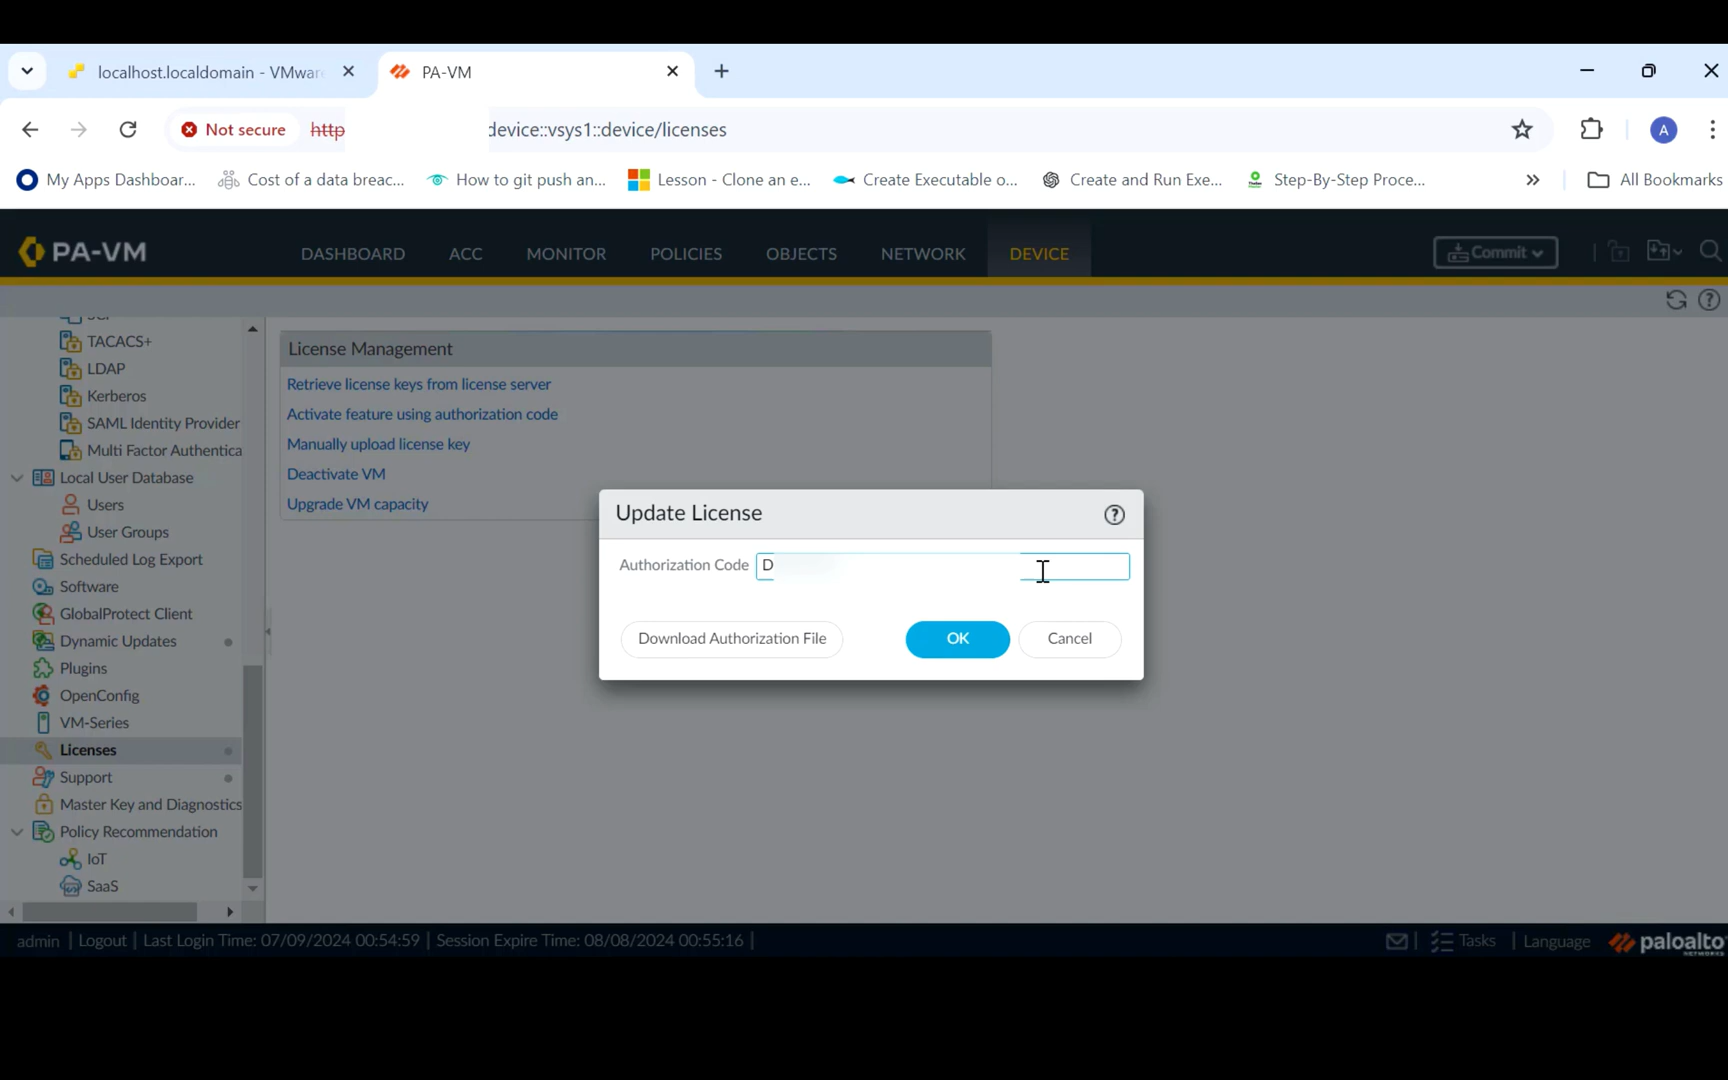 localhost.localdomain - VMwar
PA-VM
Not secure http device::vsys1::device/licenses
A
My Apps Dashboar...
Cost of a data breac...
How to git push an...
Lesson - Clone an e...
Create Executable o...
Create and Run Exe...
Step-By-Step Proce...
All Bookmarks
PA-VM
DASHBOARD
ACC
MONITOR
POLICIES
OBJECTS
NETWORK
DEVICE
Commit
TACACS+
LDAP
Kerberos
SAML Identity Provider
Multi Factor Authentica
Local User Database
Users
User Groups
Scheduled Log Export
Software
GlobalProtect Client
Dynamic Updates
Plugins
OpenConfig
VM-Series
Licenses
Support
Master Key and Diagnostics
Policy Recommendation
IoT
SaaS
License Management
Retrieve license keys from license server
Activate feature using authorization code
Manually upload license key
Deactivate VM
Upgrade VM capacity
Update License
?
Authorization Code D
Download Authorization File
OK
Cancel
admin | Logout | Last Login Time: 07/09/2024 00:54:59 | Session Expire Time: 08/08/2024 00:55:16 |
Tasks | Language
paloalto
NETWORKS